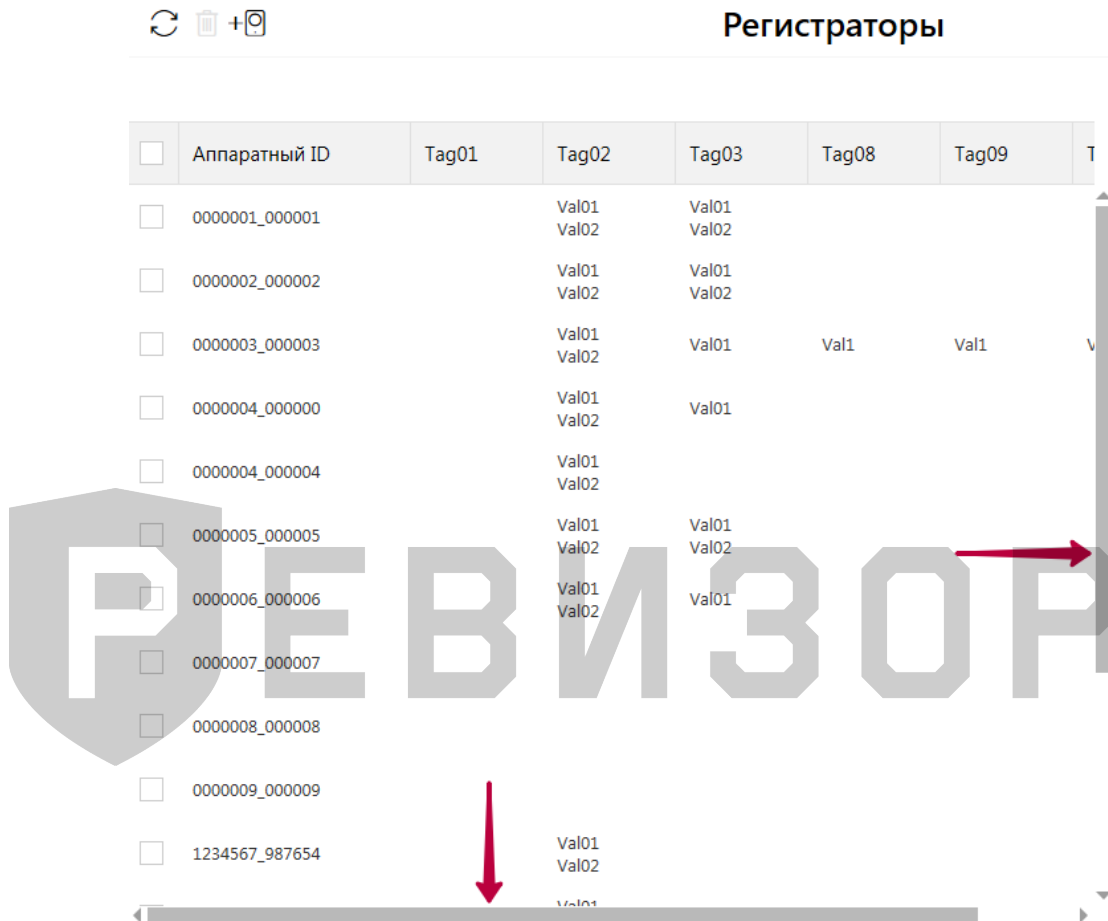 Регистраторы
Аппаратный ID Tag01 Tag02 Tag03 Tag08 Tag09
0000001_000001 Val01 Val02 Val01 Val02
0000002_000002 Val01 Val02 Val01 Val02
0000003_000003 Val01 Val02 Val01 Val1 Val1
0000004_000000 Val01 Val02 Val01
0000004_000004 Val01 Val02
0000005_000005 Val01 Val02 Val01 Val02
0000006_000006 Val01 Val02 Val01
0000007_000007
0000008_000008
0000009_000009
1234567_987654 Val01 Val02
Val01
РЕВИЗОР